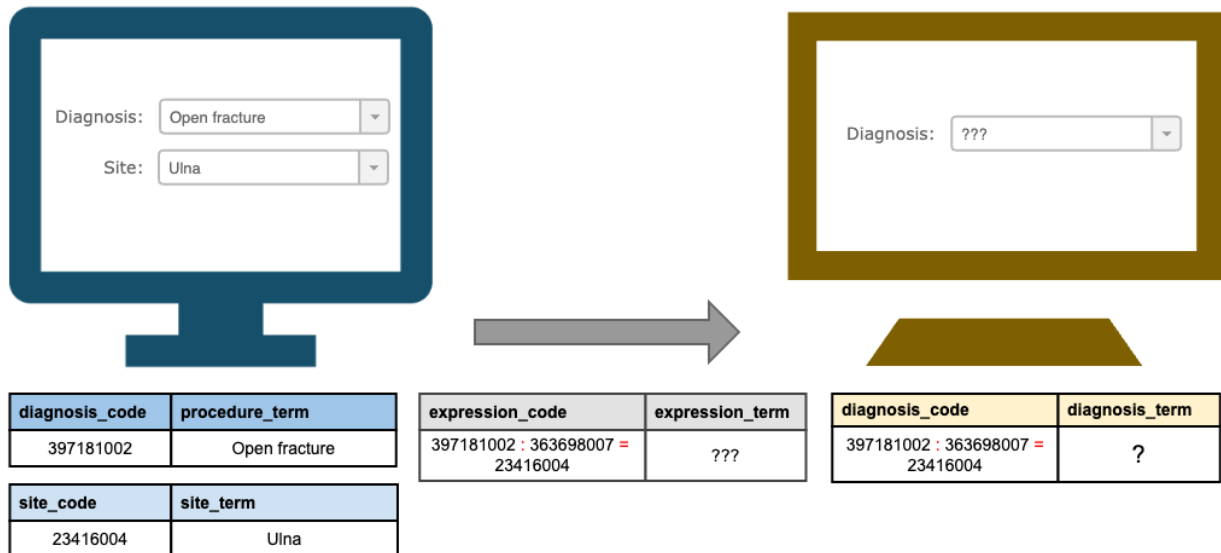 Diagnosis: Open fracture
Site: Ulna
Diagnosis: ???
diagnosis_code procedure_term
397181002 Open fracture
site_code site_term
23416004 Ulna
expression_code expression_term
397181002 : 363698007 =
23416004
???
diagnosis_code diagnosis_term
397181002 : 363698007 =
23416004
?